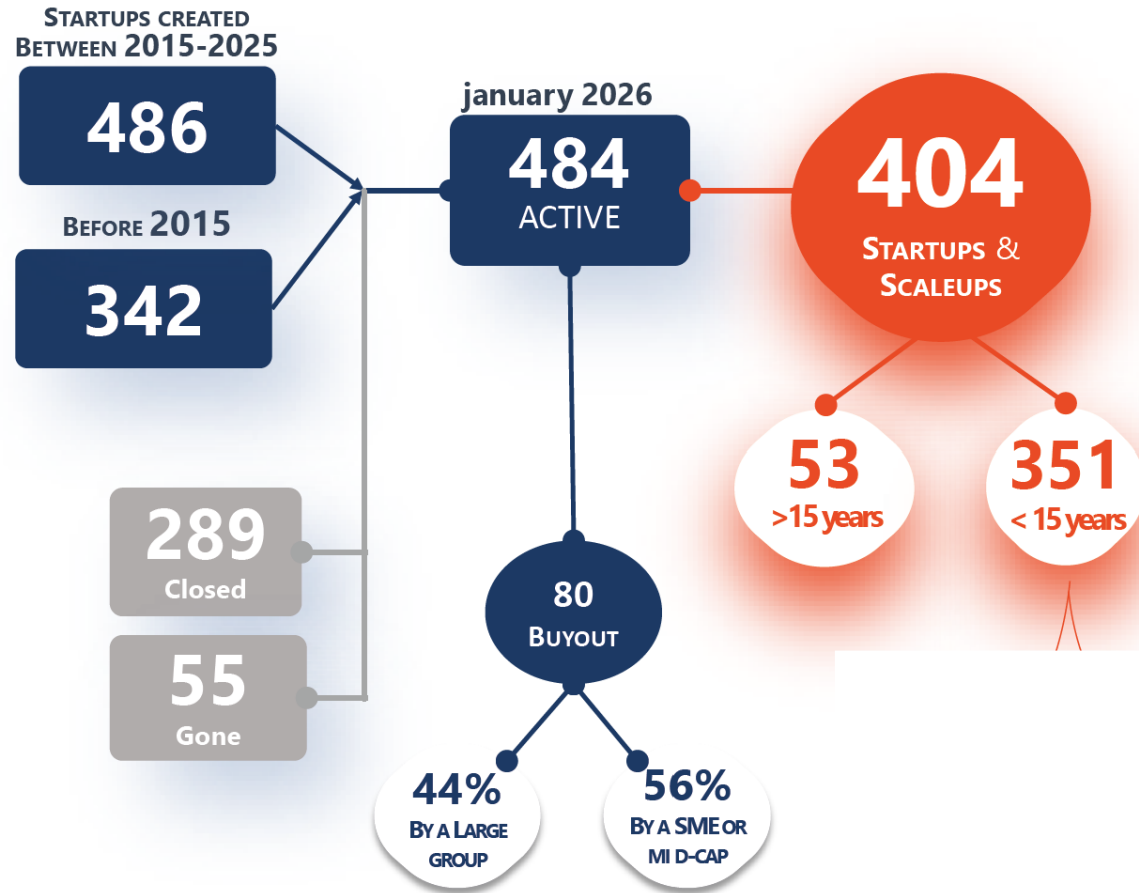 STARTUPS CREATED
BETWEEN 2015-2025
486
BEFORE 2015
342
january 2026
484
ACTIVE
404
STARTUPS &
SCALEUPS
53
>15 years
351
< 15 years
289
Closed
55
Gone
80
BUYOUT
44%
BY A LARGE
GROUP
56%
BY A SME OR
MI D-CAP